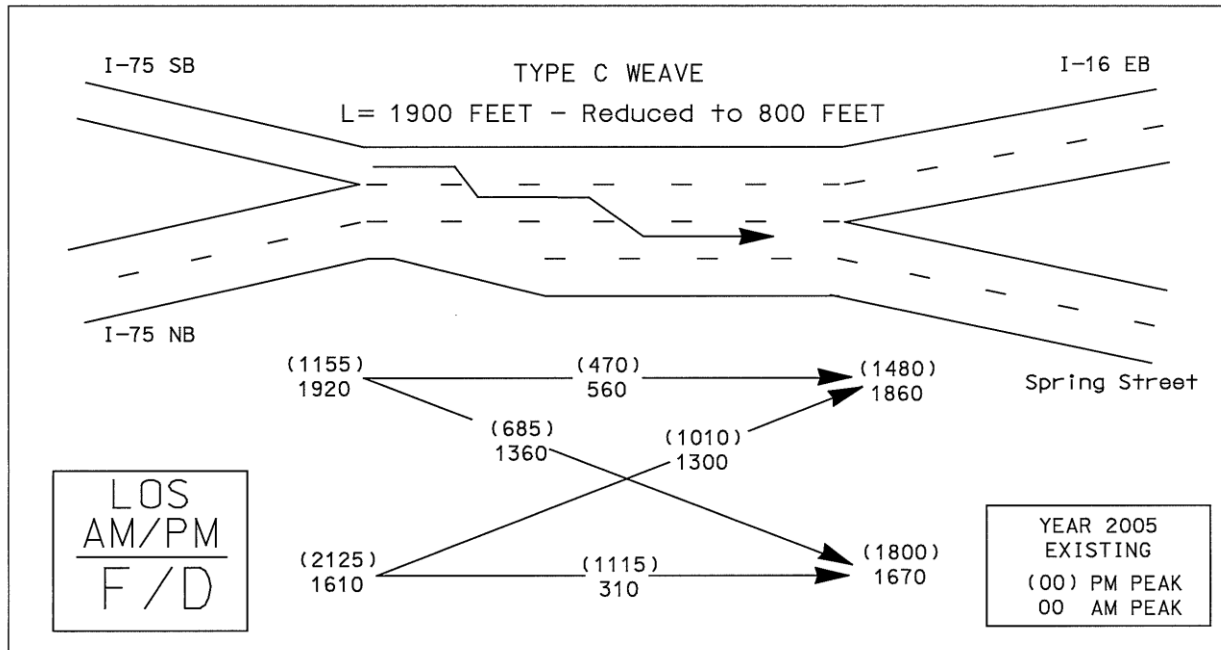 I-75 SB
TYPE C WEAVE
I-16 EB
L= 1900 FEET - Reduced to 800 FEET
I-75 NB
Spring Street
(1155)
1920
(470)
560
(1480)
1860
(685)
1360
(1010)
1300
(2125)
1610
(1115)
310
(1800)
1670
LOS
AM/PM
F/D
YEAR 2005
EXISTING
(00) PM PEAK
00 AM PEAK